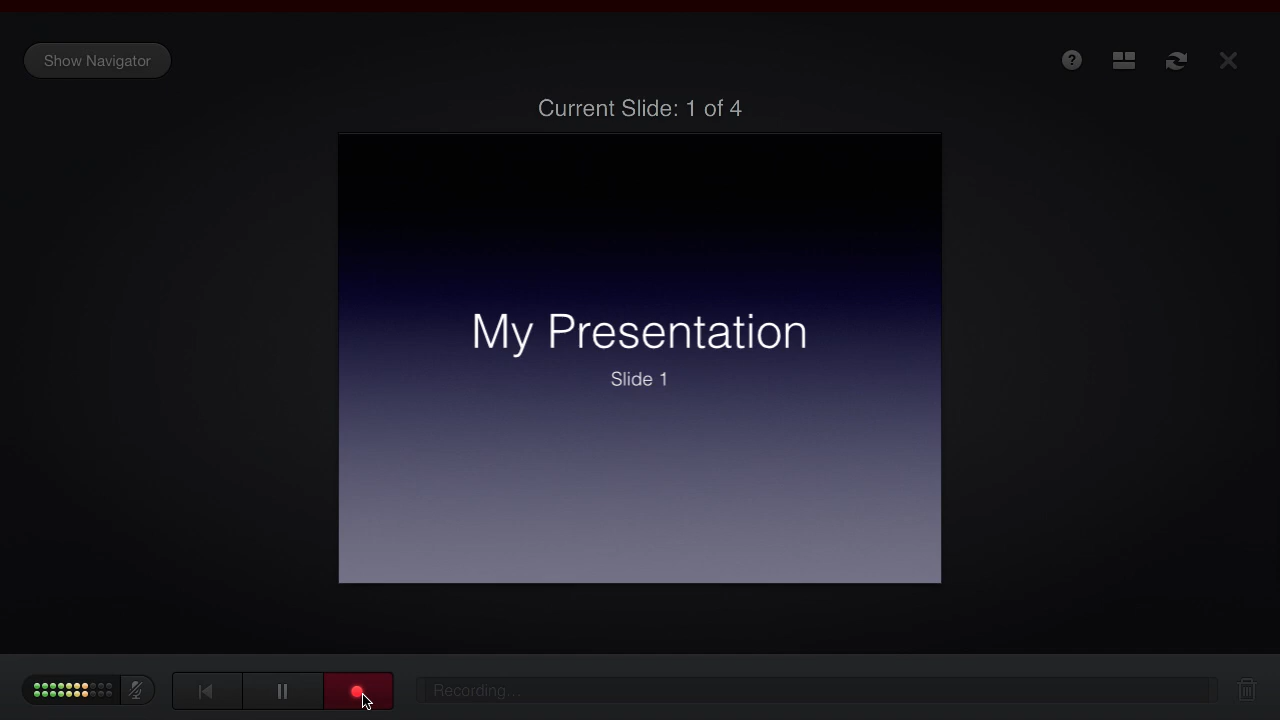 Show Navigator
?
Current Slide: 1 of 4
My Presentation
Slide 1
Recording...